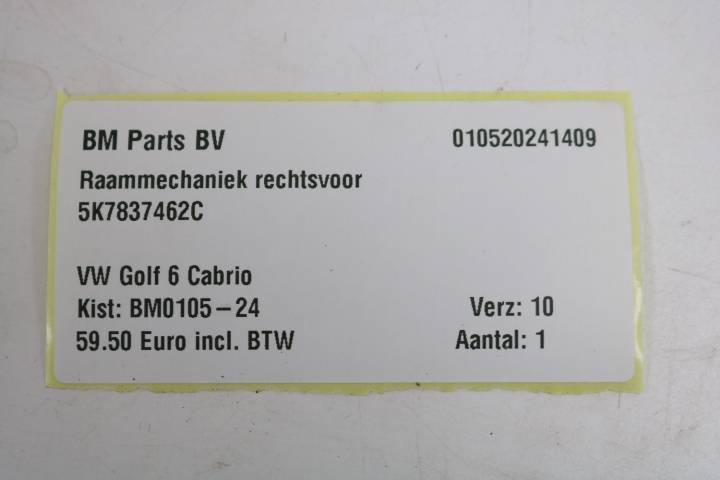 BM Parts BV 010520241409
Raammechaniek rechtsvoor
5K7837462C
VW Golf 6 Cabrio
Kist: BM0105-24 Verz: 10
59.50 Euro incl. BTW Aantal: 1